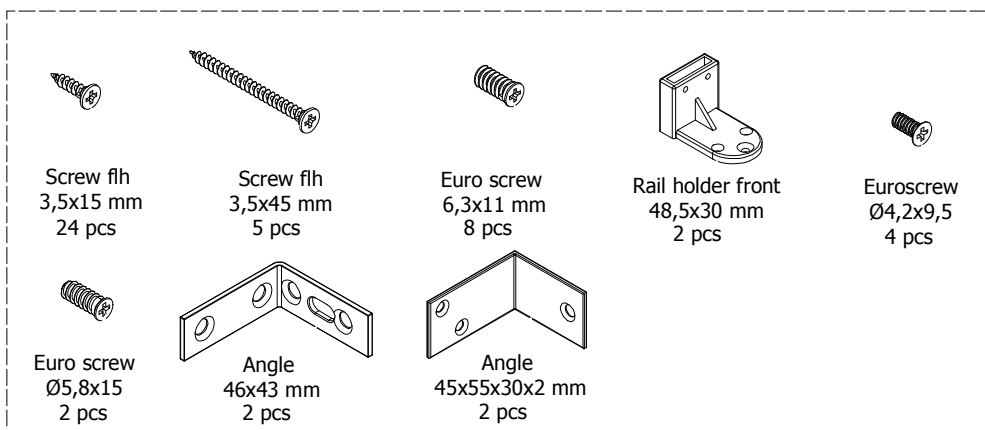 Screw flh
3,5x15 mm
24 pcs
Screw flh
3,5x45 mm
5 pcs
Euro screw
6,3x11 mm
8 pcs
Rail holder front
48,5x30 mm
2 pcs
Euroscrew
Ø4,2x9,5
4 pcs
Euro screw
Ø5,8x15
2 pcs
Angle
46x43 mm
2 pcs
Angle
45x55x30x2 mm
2 pcs